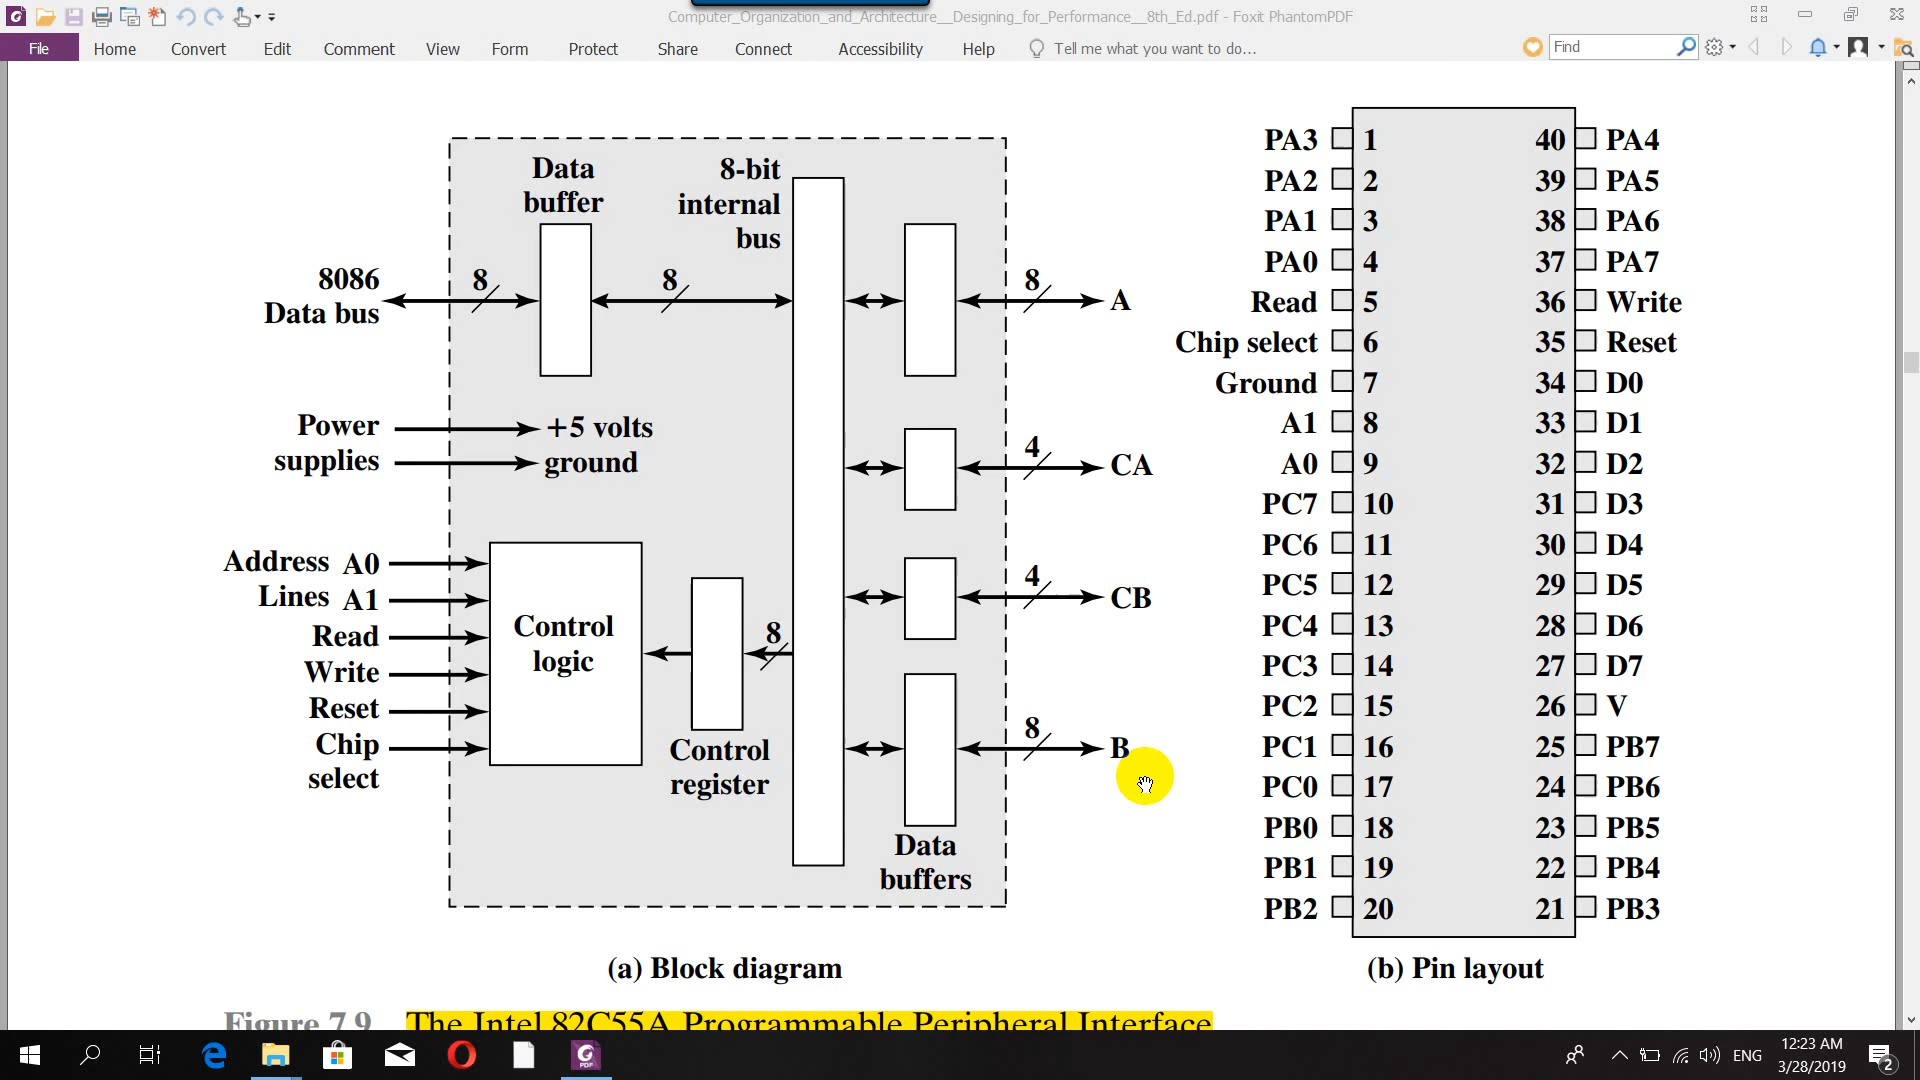 Computer_Organization_and_Architecture__Designing_for_Performance__8th_Ed.pdf - Foxit PhantomPDF
File Home Convert Edit Comment View Form Protect Share Connect Accessibility Help Tell me what you want to do... Find
Data
buffer
8-bit
internal
bus
8086
Data bus
8
8
8
A
Power
supplies
+5 volts
ground
4
CA
Address A0
Lines A1
Read
Write
Reset
Chip
select
Control
logic
8
Control
register
4
CB
8
B
Data
buffers
(a) Block diagram
PA3 1 40 PA4
PA2 2 39 PA5
PA1 3 38 PA6
PA0 4 37 PA7
Read 5 36 Write
Chip select 6 35 Reset
Ground 7 34 D0
A1 8 33 D1
A0 9 32 D2
PC7 10 31 D3
PC6 11 30 D4
PC5 12 29 D5
PC4 13 28 D6
PC3 14 27 D7
PC2 15 26 V
PC1 16 25 PB7
PC0 17 24 PB6
PB0 18 23 PB5
PB1 19 22 PB4
PB2 20 21 PB3
(b) Pin layout
Figure 7.9 The Intel 82C55A Programmable Peripheral Interface
PDF
ENG
12:23 AM
3/28/2019
2